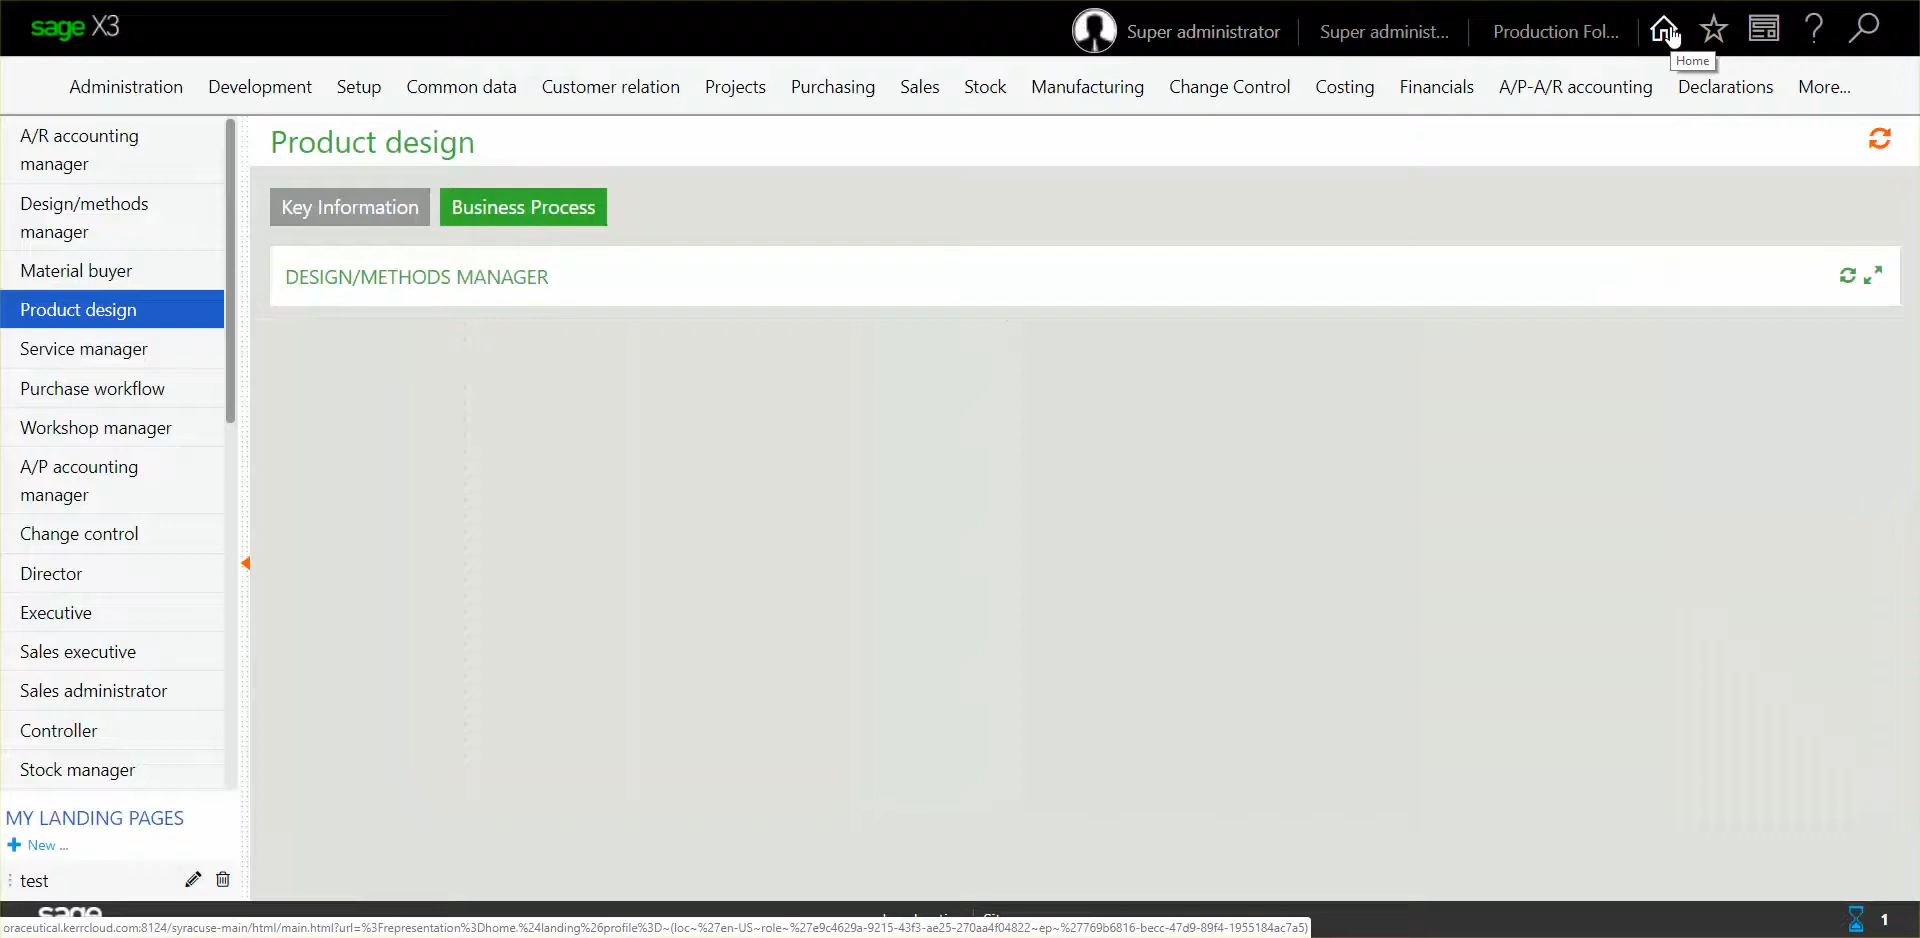 sage X3
Super administrator
Super administ...
Production Fol...
Home
Administration Development Setup Common data Customer relation Projects Purchasing Sales Stock Manufacturing Change Control Costing Financials A/P-A/R accounting Declarations More...
A/R accounting
manager
Design/methods
manager
Material buyer
Product design
Service manager
Purchase workflow
Workshop manager
A/P accounting
manager
Change control
Director
Executive
Sales executive
Sales administrator
Controller
Stock manager
MY LANDING PAGES
New ...
test
Product design
Key Information
Business Process
DESIGN/METHODS MANAGER
sage
1
oraceutical.kerrcloud.com:8124/syracuse-main/html/main.html?url=%3Frepresentation%3Dhome.%24landing%26profile%3D~(loc~%27en-US~role~%27e9c4629a-9215-43f3-ae25-270aa4f04822~ep~%27769b6816-becc-47d9-89f4-1955184ac7a5)